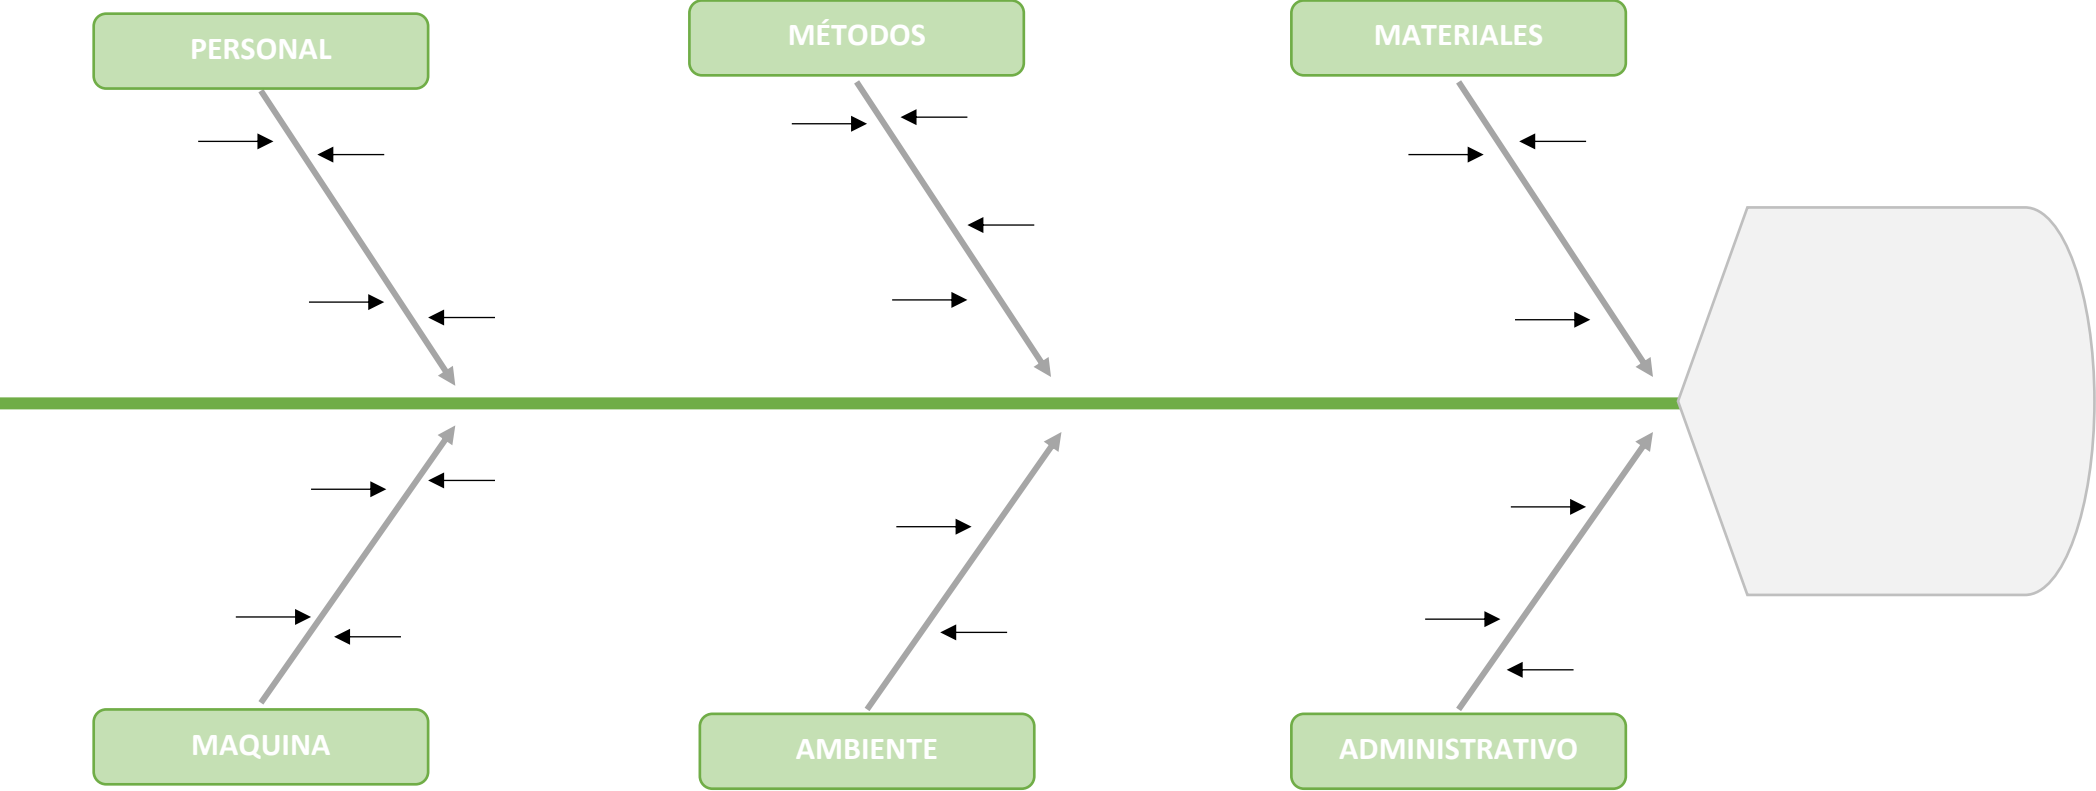 PERSONAL
MÉTODOS
MATERIALES
MAQUINA
AMBIENTE
ADMINISTRATIVO